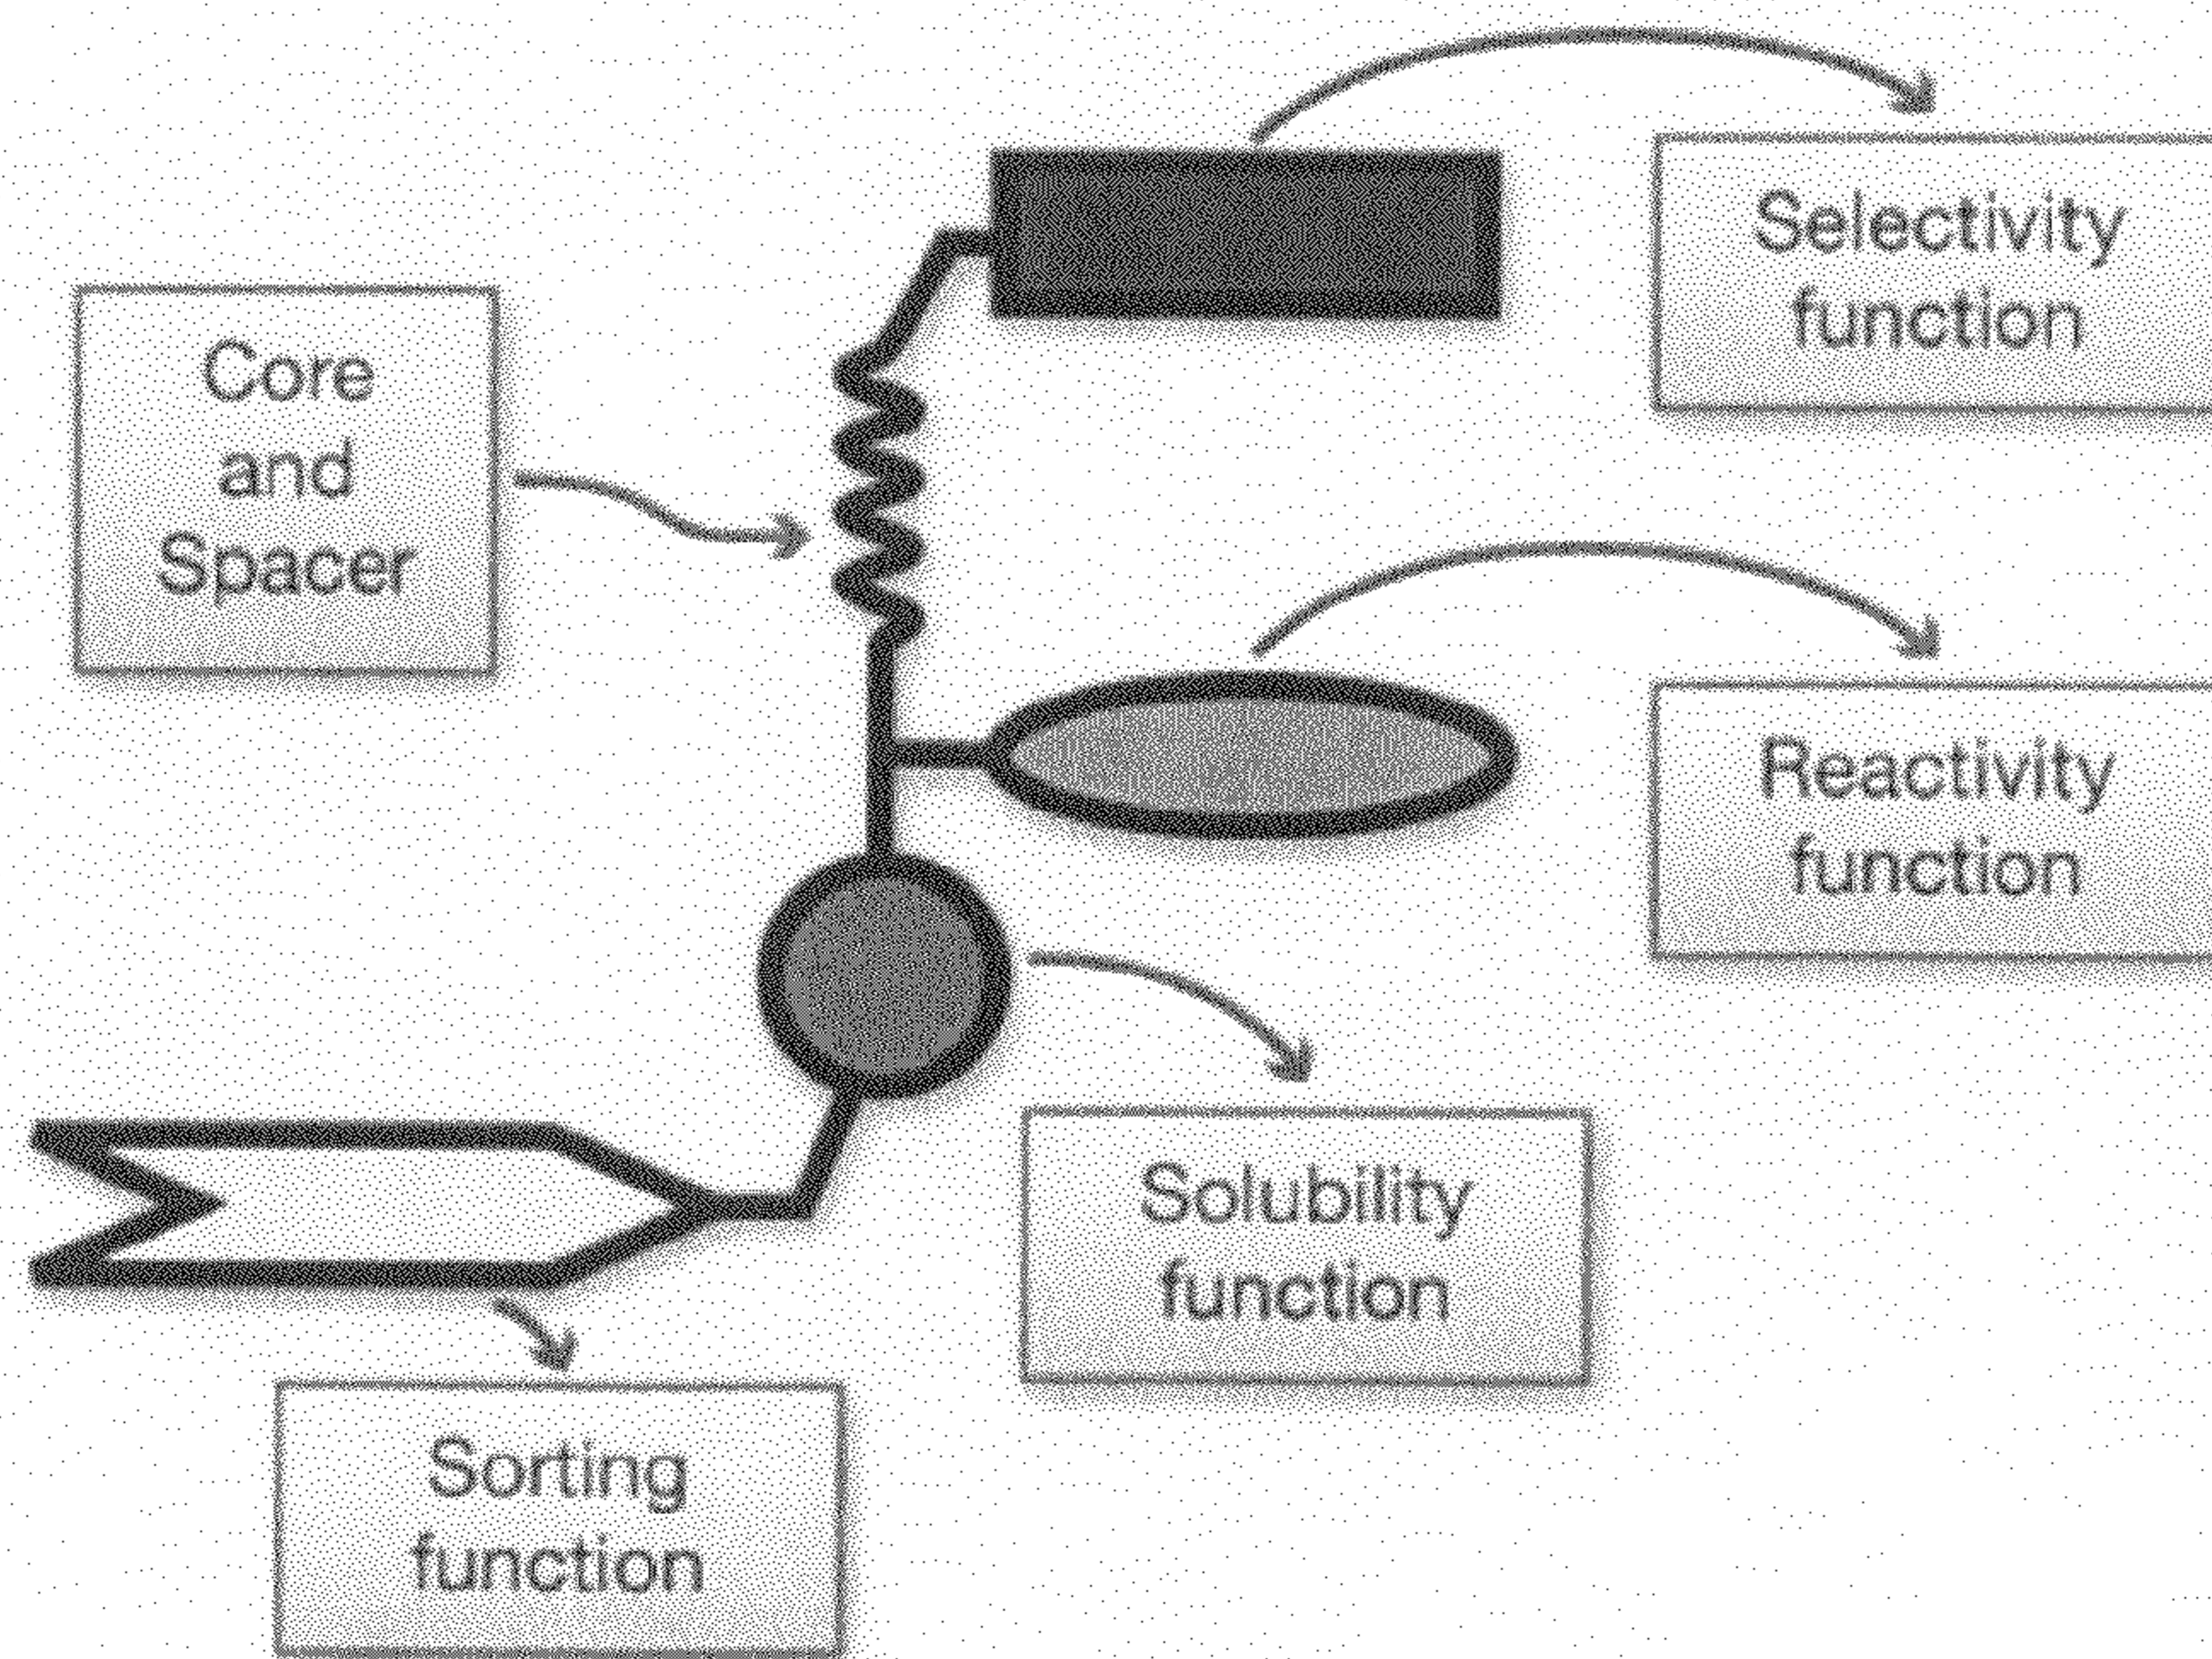 Selectivity
function
Core
and
Spacer
Reactivity
function
Solubility
function
Sorting
function